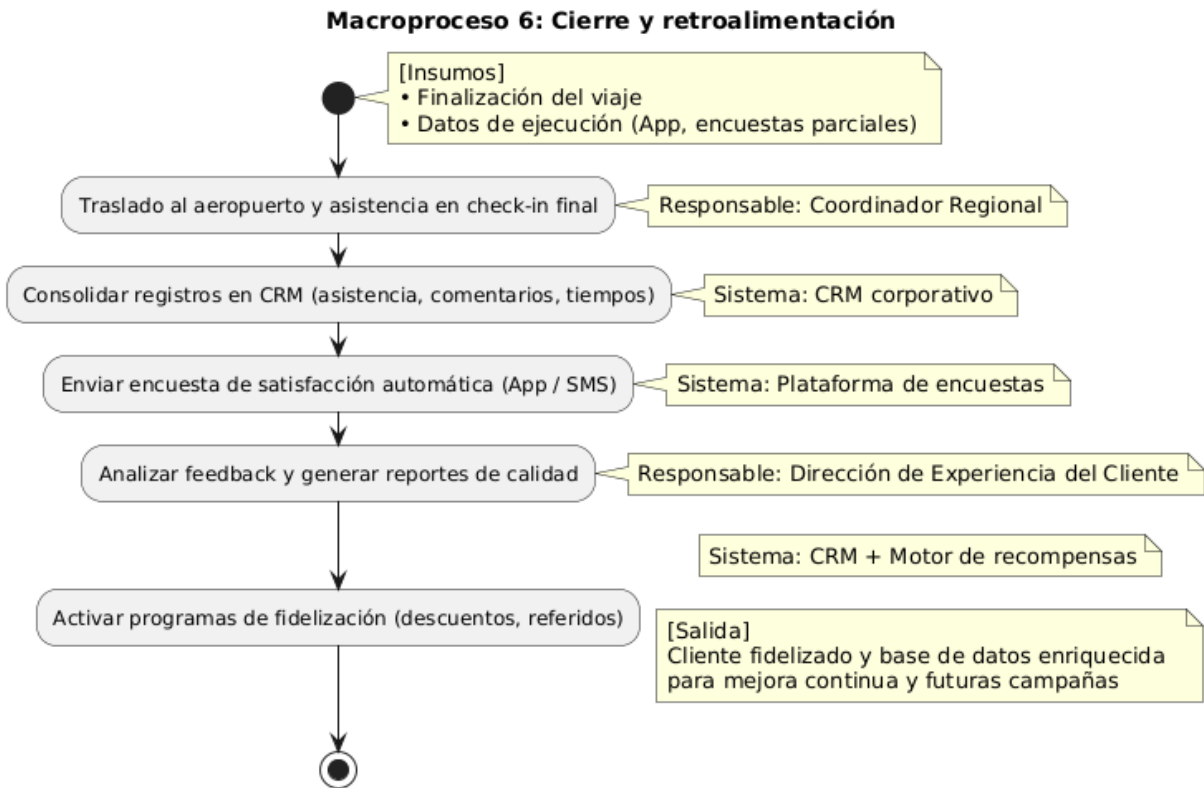 Macroproceso 6: Cierre y retroalimentación
[Insumos]
• Finalización del viaje
• Datos de ejecución (App, encuestas parciales)
Traslado al aeropuerto y asistencia en check-in final
Responsable: Coordinador Regional
Consolidar registros en CRM (asistencia, comentarios, tiempos)
Sistema: CRM corporativo
Enviar encuesta de satisfacción automática (App / SMS)
Sistema: Plataforma de encuestas
Analizar feedback y generar reportes de calidad
Responsable: Dirección de Experiencia del Cliente
Sistema: CRM + Motor de recompensas
Activar programas de fidelización (descuentos, referidos)
[Salida]
Cliente fidelizado y base de datos enriquecida
para mejora continua y futuras campañas